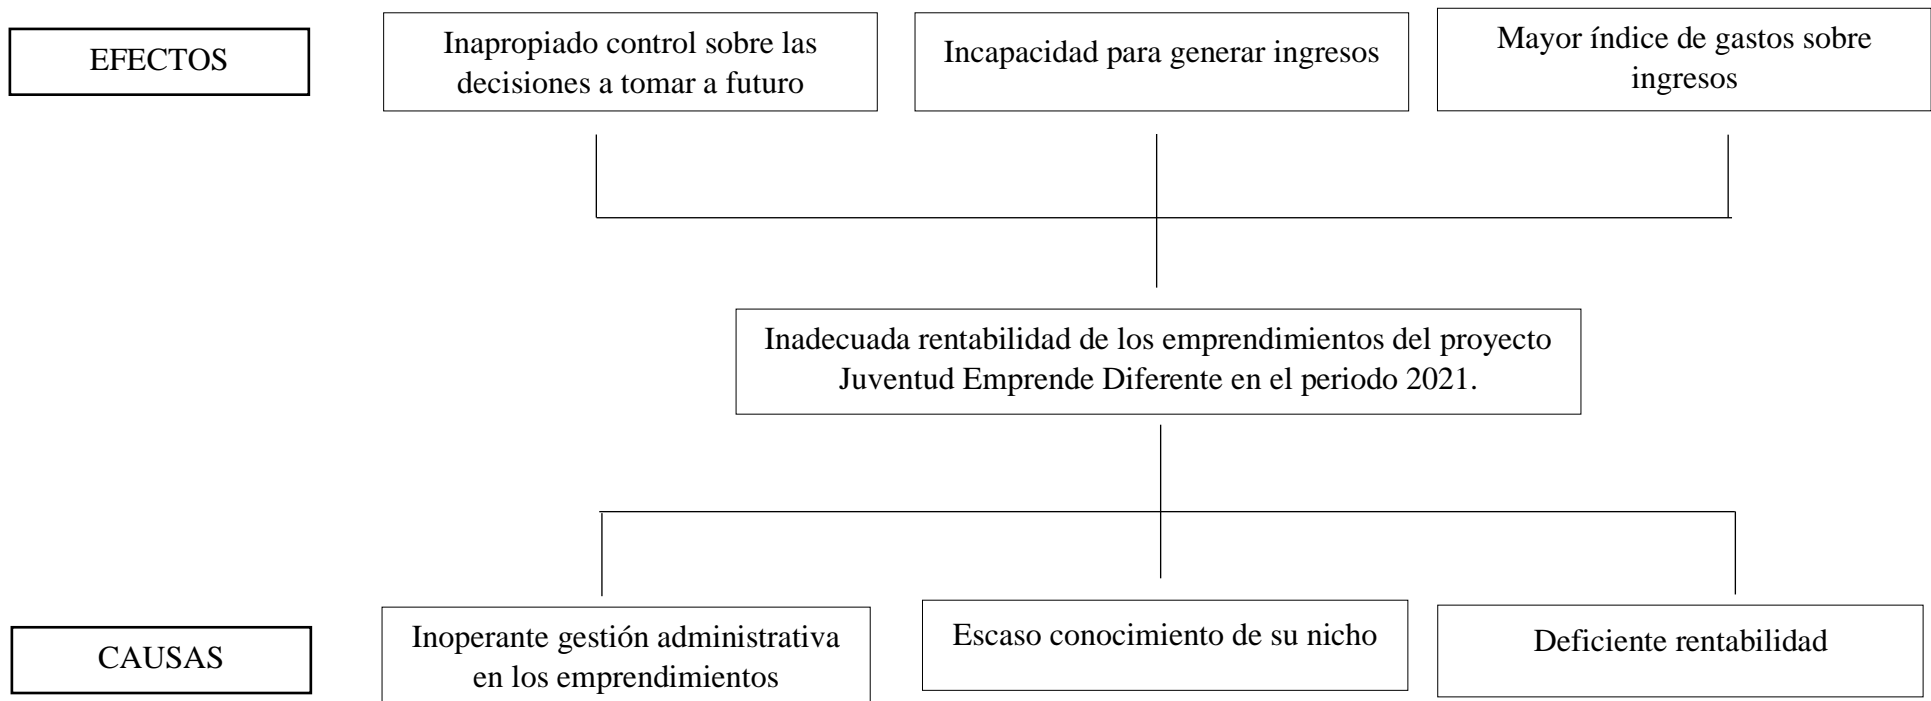 EFECTOS
Inapropiado control sobre las
decisiones a tomar a futuro
Incapacidad para generar ingresos
Mayor índice de gastos sobre
ingresos
Inadecuada rentabilidad de los emprendimientos del proyecto
Juventud Emprende Diferente en el periodo 2021.
CAUSAS
Inoperante gestión administrativa
en los emprendimientos
Escaso conocimiento de su nicho
Deficiente rentabilidad